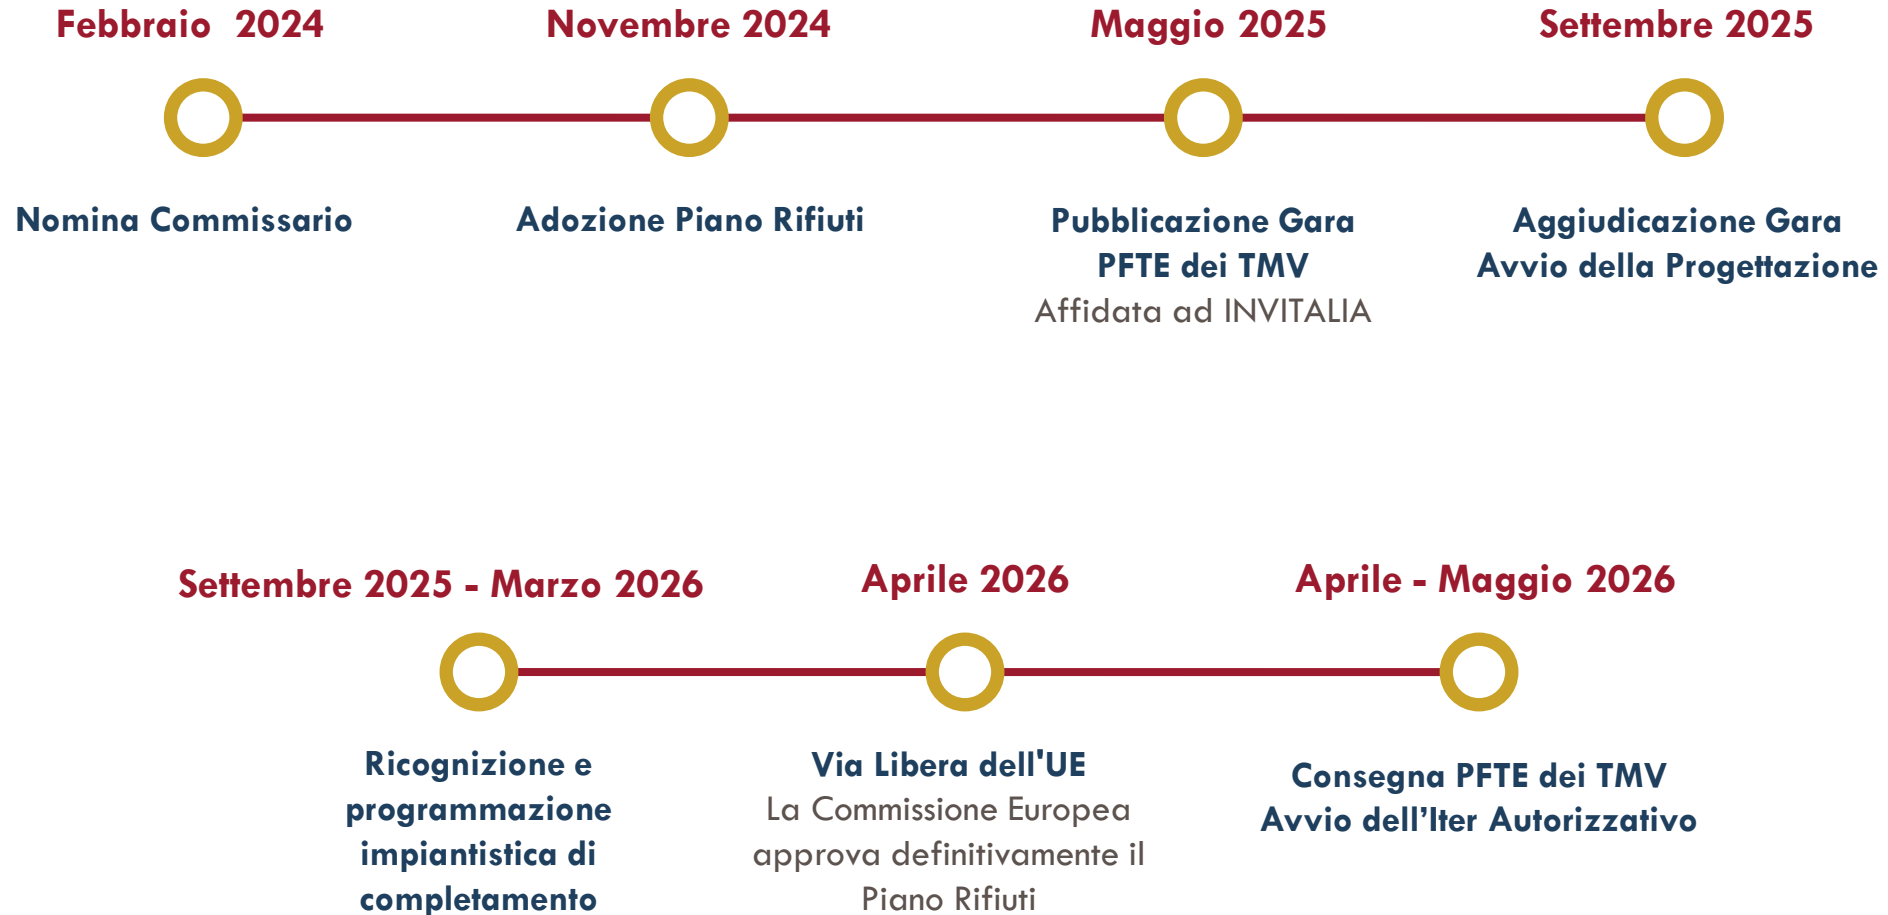 Febbraio 2024
Nomina Commissario
Novembre 2024
Adozione Piano Rifiuti
Maggio 2025
Pubblicazione Gara
PFTE dei TMV
Affidata ad INVITALIA
Settembre 2025
Aggiudicazione Gara
Avvio della Progettazione
Settembre 2025 - Marzo 2026
Ricognizione e
programmazione
impiantistica di
completamento
Aprile 2026
Via Libera dell'UE
La Commissione Europea
approva definitivamente il
Piano Rifiuti
Aprile - Maggio 2026
Consegna PFTE dei TMV
Avvio dell’Iter Autorizzativo